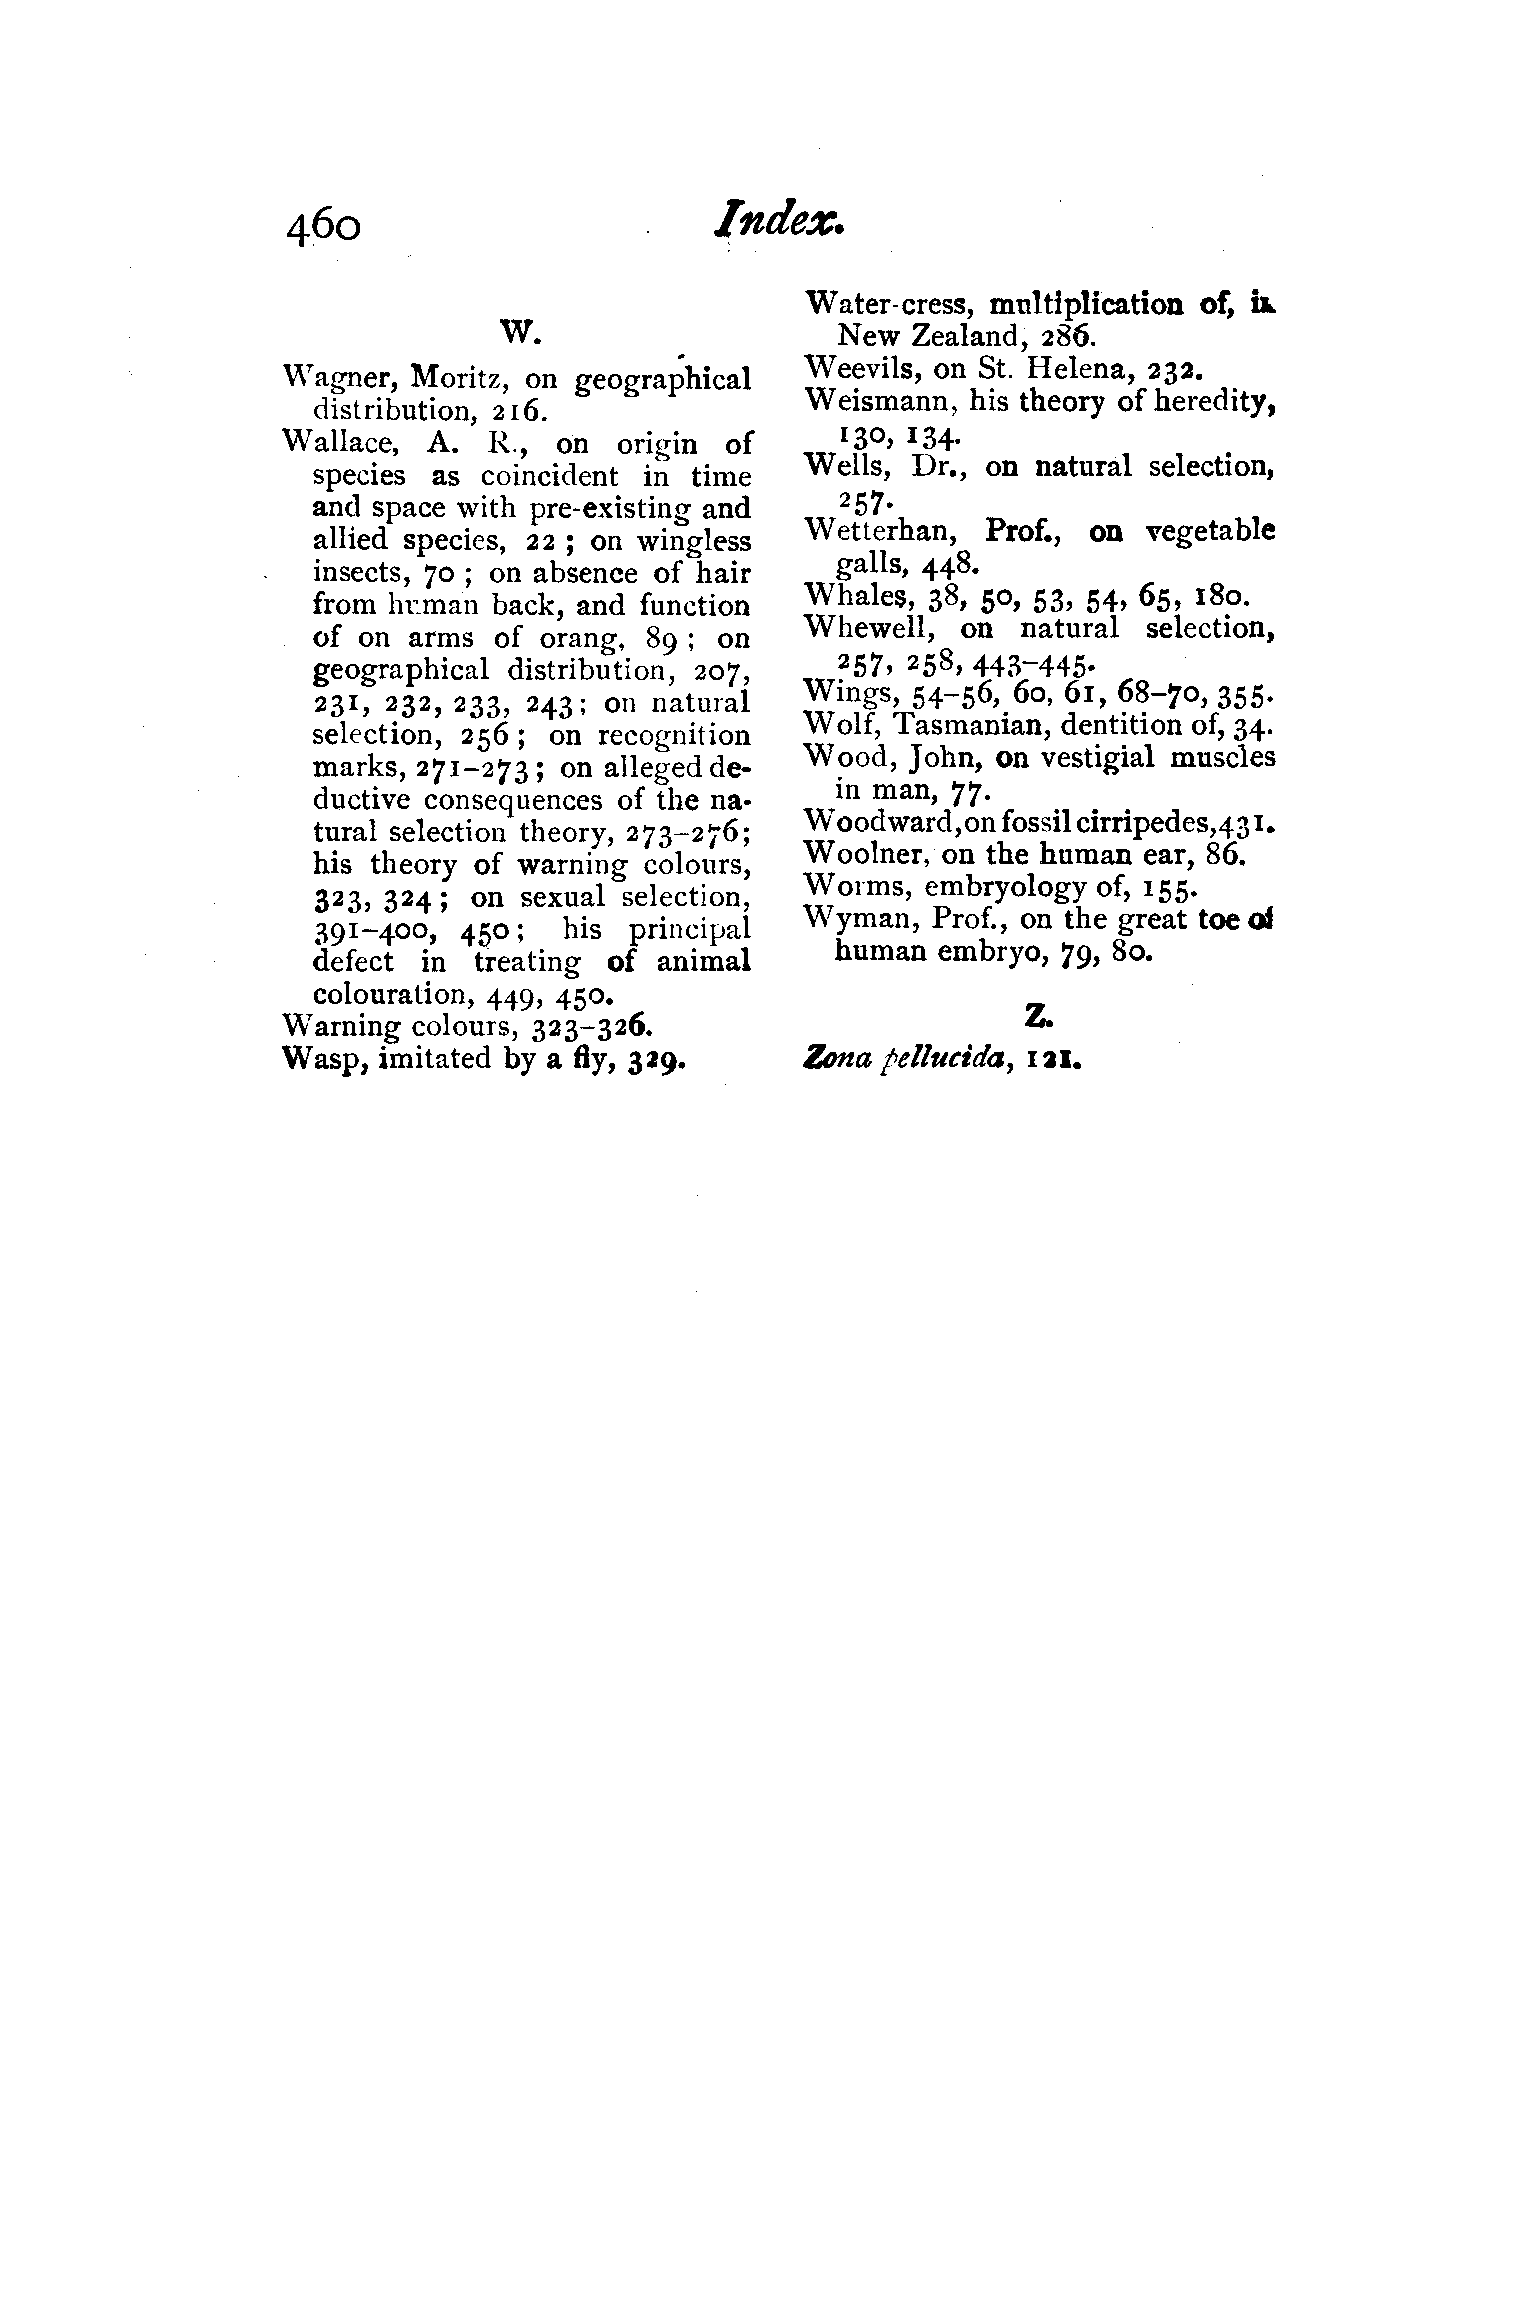 460
Index.
W.
Wagner, Moritz, on geographical
distribution, 216.
Wallace, A. R., on origin of
species as coincident in time
and space with pre-existing and
allied species, 22 ; on wingless
insects, 70 ; on absence of hair
from human back, and function
of on arms of orang, 89 ; on
geographical distribution, 207,
231, 232, 233, 243 ; on natural
selection, 256 ; on recognition
marks, 271–273 ; on alleged de-
ductive consequences of the na-
tural selection theory, 273–276;
his theory of warning colours,
323, 324 ; on sexual selection,
391–400, 450 ; his principal
defect in treating of animal
colouration, 449, 450.
Warning colours, 323–326.
Wasp, imitated by a fly, 329.
Water-cress, multiplication of, in
New Zealand, 286.
Weevils, on St. Helena, 232.
Weismann, his theory of heredity,
130, 134.
Wells, Dr., on natural selection,
257.
Wetterhan, Prof., on vegetable
galls, 448.
Whales, 38, 50, 53, 54, 65, 180.
Whewell, on natural selection,
257, 258, 443–445.
Wings, 54–56, 60, 61, 68–70, 355.
Wolf, Tasmanian, dentition of, 34.
Wood, John, on vestigial muscles
in man, 77.
Woodward, on fossil cirripedes, 431.
Woolner, on the human ear, 86.
Worms, embryology of, 155.
Wyman, Prof., on the great toe of
human embryo, 79, 80.
Z.
Zona pellucida, 121.